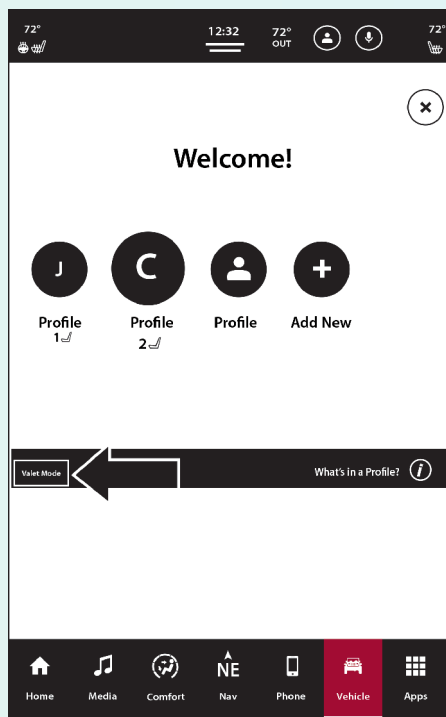 72° 12:32 72° 72°
OUT
Welcome!
J C
Profile Profile Profile Add New
1 2
Valet Mode What's in a Profile? i
NE
Home Media Comfort Nav Phone Vehicle Apps